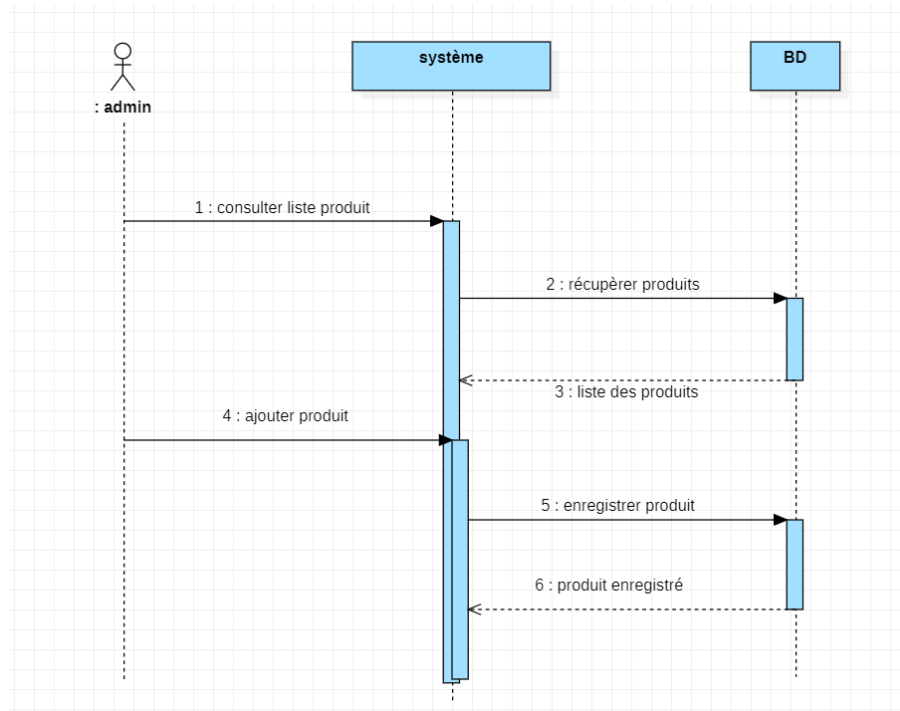 système
BD
: admin
1 : consulter liste produit
2 : récupèrer produits
3 : liste des produits
4 : ajouter produit
5 : enregistrer produit
6 : produit enregistré